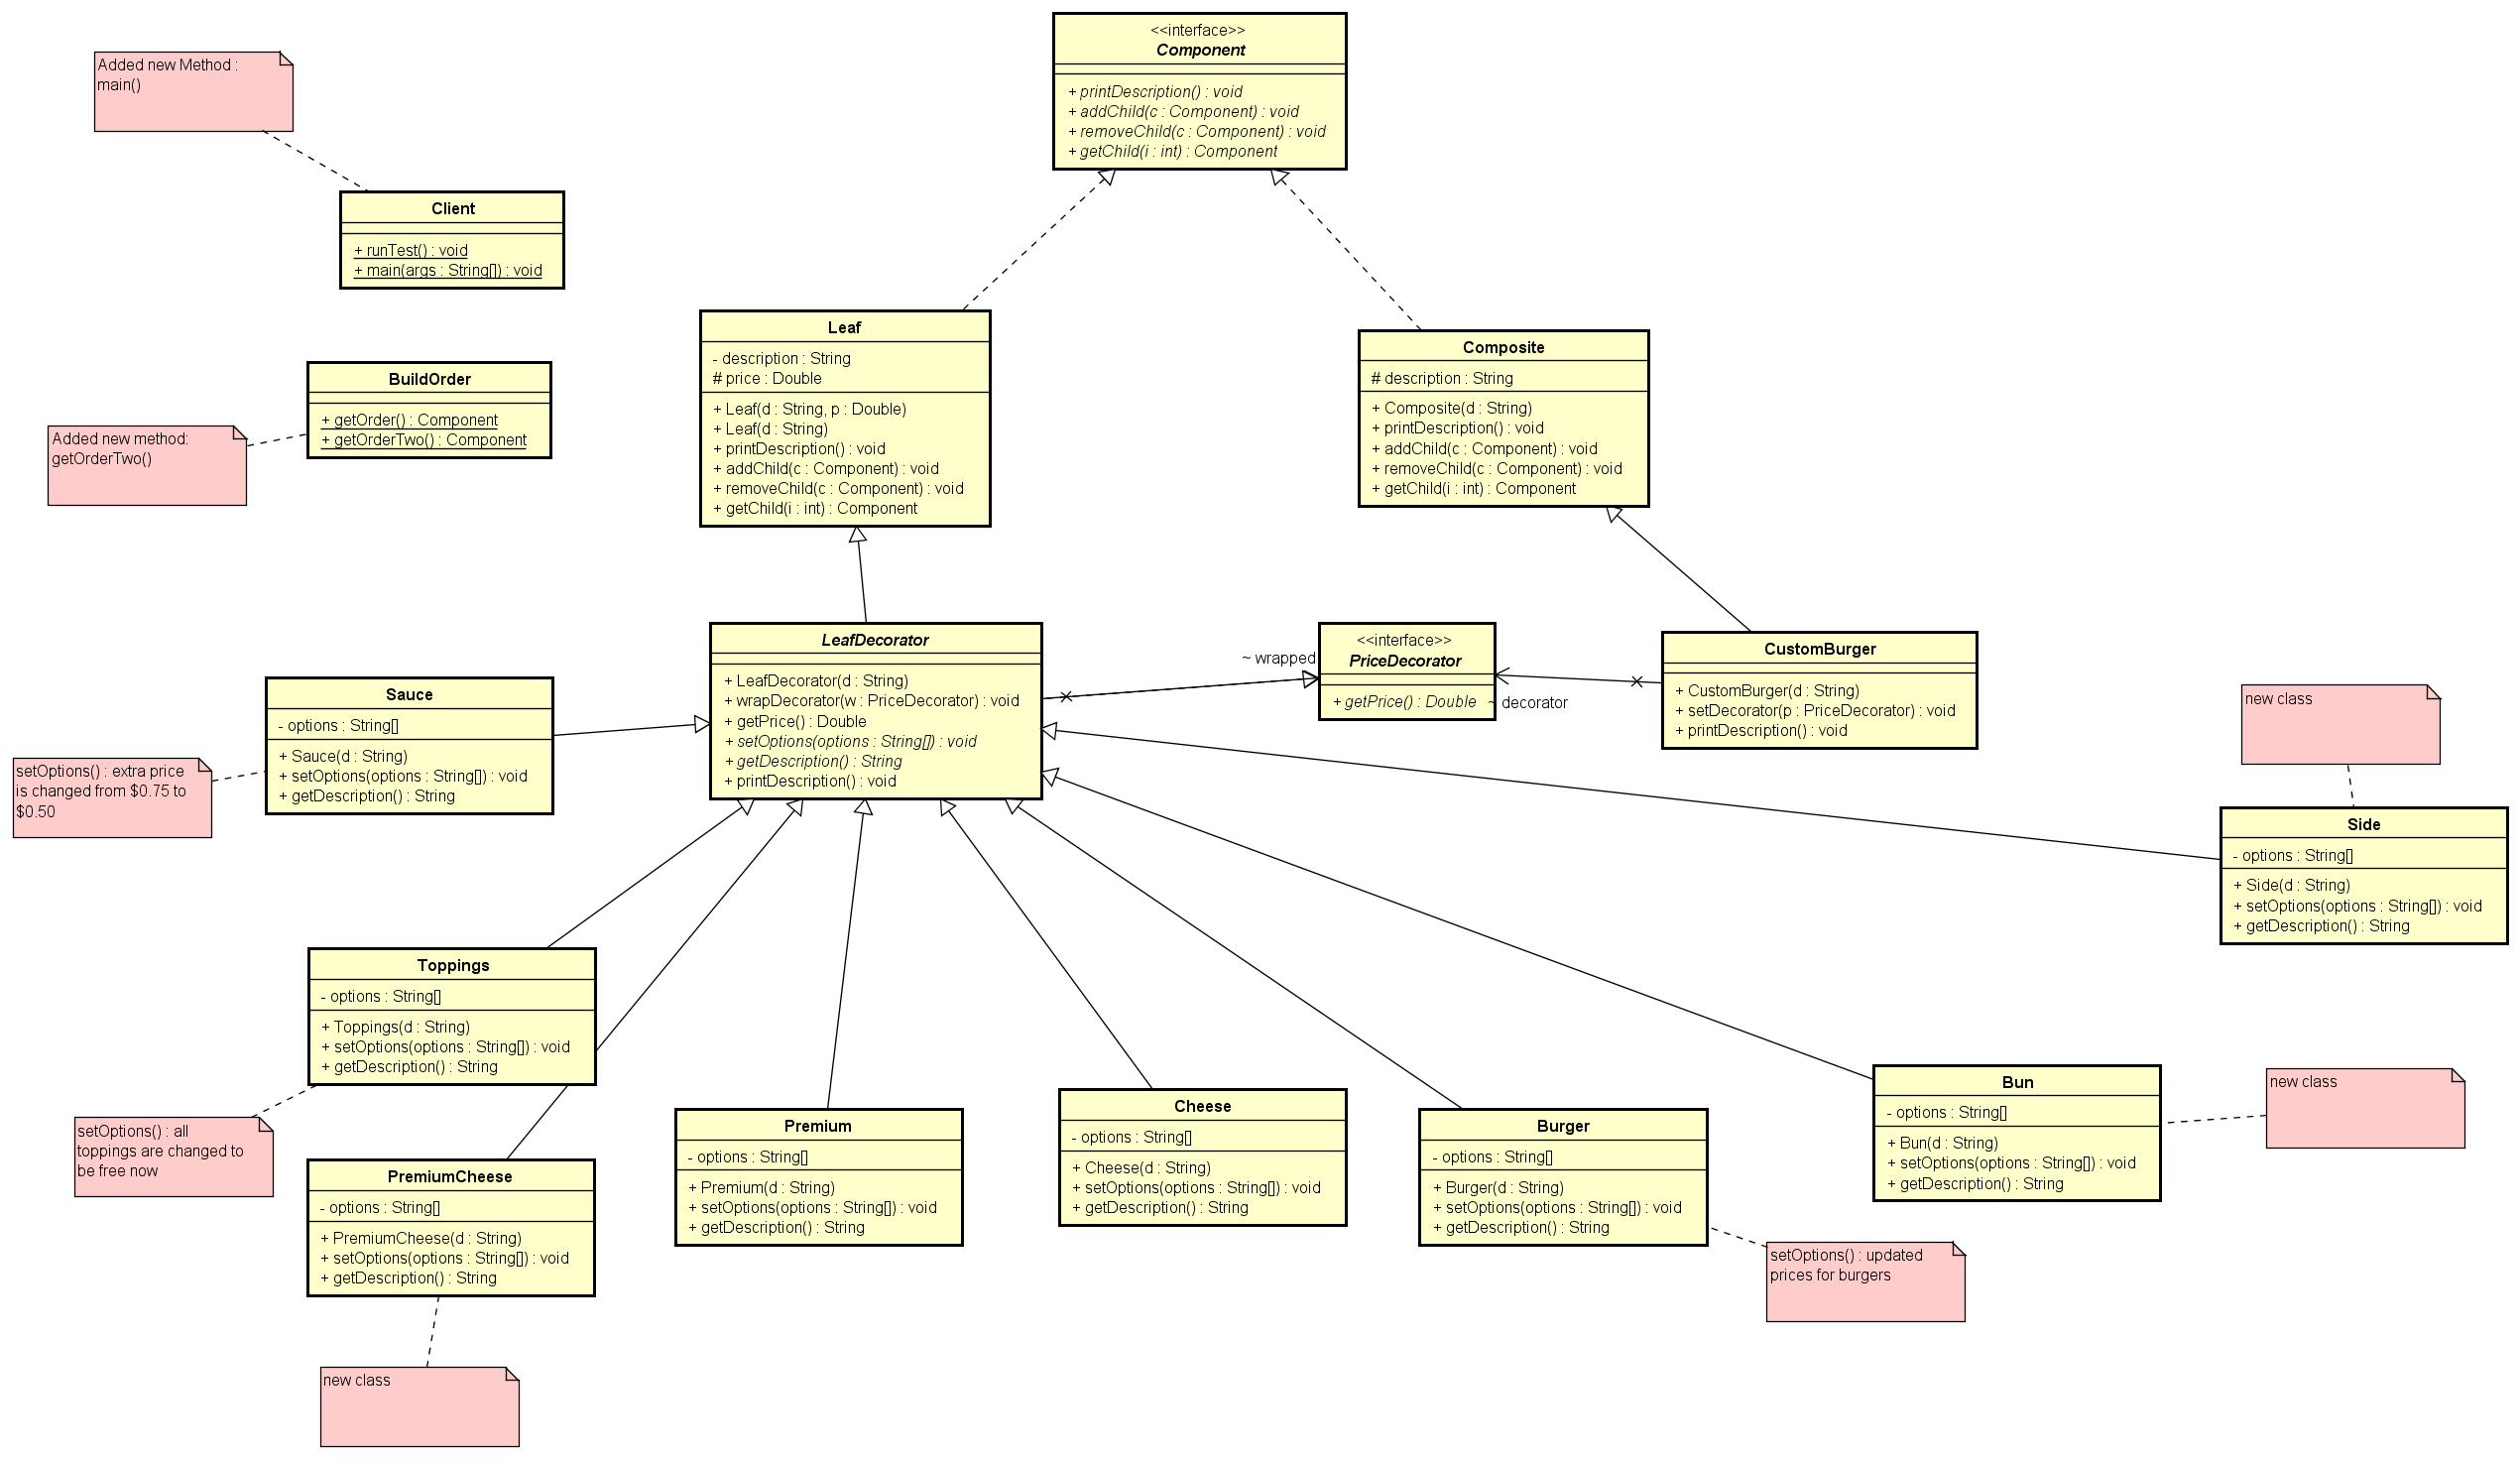 <<interface>>
Component
+ printDescription() : void
+ addChild(c : Component) : void
+ removeChild(c : Component) : void
+ getChild(i : int) : Component
Added new Method :
main()
Client
+ runTest() : void
+ main(args : String[]) : void
Leaf
- description : String
# price : Double
+ Leaf(d : String, p : Double)
+ Leaf(d : String)
+ printDescription() : void
+ addChild(c : Component) : void
+ removeChild(c : Component) : void
+ getChild(i : int) : Component
Composite
# description : String
+ Composite(d : String)
+ printDescription() : void
+ addChild(c : Component) : void
+ removeChild(c : Component) : void
+ getChild(i : int) : Component
BuildOrder
+ getOrder() : Component
+ getOrderTwo() : Component
Added new method:
getOrderTwo()
LeafDecorator
+ LeafDecorator(d : String)
+ wrapDecorator(w : PriceDecorator) : void
+ getPrice() : Double
+ setOptions(options : String[]) : void
+ getDescription() : String
+ printDescription() : void
~ wrapped
<<interface>>
PriceDecorator
+ getPrice() : Double
~ decorator
CustomBurger
+ CustomBurger(d : String)
+ setDecorator(p : PriceDecorator) : void
+ printDescription() : void
Sauce
- options : String[]
+ Sauce(d : String)
+ setOptions(options : String[]) : void
+ getDescription() : String
setOptions() : extra price
is changed from $0.75 to
$0.50
new class
Side
- options : String[]
+ Side(d : String)
+ setOptions(options : String[]) : void
+ getDescription() : String
Toppings
- options : String[]
+ Toppings(d : String)
+ setOptions(options : String[]) : void
+ getDescription() : String
setOptions() : all
toppings are changed to
be free now
PremiumCheese
- options : String[]
+ PremiumCheese(d : String)
+ setOptions(options : String[]) : void
+ getDescription() : String
new class
Premium
- options : String[]
+ Premium(d : String)
+ setOptions(options : String[]) : void
+ getDescription() : String
Cheese
- options : String[]
+ Cheese(d : String)
+ setOptions(options : String[]) : void
+ getDescription() : String
Burger
- options : String[]
+ Burger(d : String)
+ setOptions(options : String[]) : void
+ getDescription() : String
setOptions() : updated
prices for burgers
Bun
- options : String[]
+ Bun(d : String)
+ setOptions(options : String[]) : void
+ getDescription() : String
new class